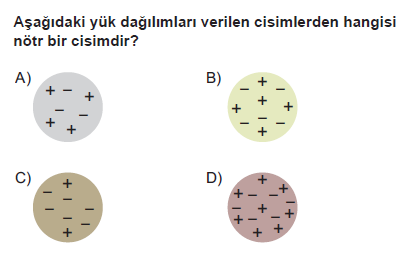 Aşağıdaki yük dağılımları verilen cisimlerden hangisi
nötr bir cisimdir?
A)
+ − +
− −
+ +
B)
+
− −
+ + +
− − −
+
C)
+
− −
− −
−
+
D)
+
+ − − +
− + −
+ − − +
+ +